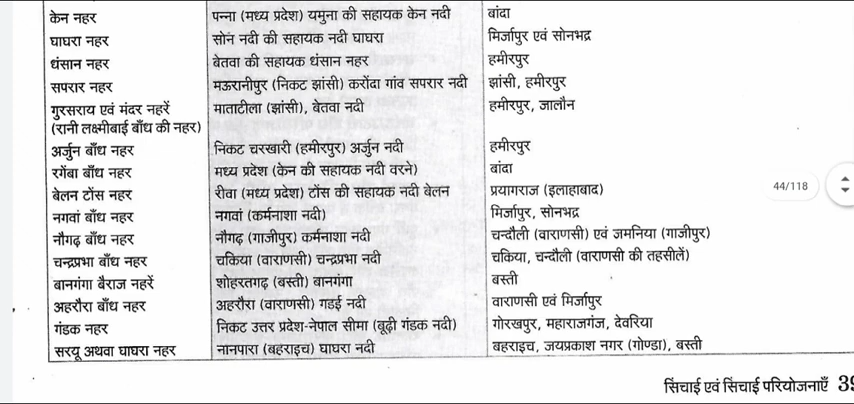 केन नहर पन्ना (मध्य प्रदेश) यमुना की सहायक केन नदी बांदा
घाघरा नहर सोन नदी की सहायक नदी घाघरा मिर्जापुर एवं सोनभद्र
धंसान नहर बेतवा की सहायक धंसान नहर हमीरपुर
सपरार नहर मऊरानीपुर (निकट झांसी) करोंदा गांव सपरार नदी झांसी, हमीरपुर
गुरसराय एवं मंदर नहरें माताटीला (झांसी), बेतवा नदी हमीरपुर, जालौन
(रानी लक्ष्मीबाई बाँध की नहर)
अर्जुन बाँध नहर निकट चरखारी (हमीरपुर) अर्जुन नदी हमीरपुर
रगेंबा बाँध नहर मध्य प्रदेश (केन की सहायक नदी वरने) बांदा
बेलन टोंस नहर रीवा (मध्य प्रदेश) टोंस की सहायक नदी बेलन प्रयागराज (इलाहाबाद) 44/118
नगवां बाँध नहर नगवां (कर्मनाशा नदी) मिर्जापुर, सोनभद्र
नौगढ़ बाँध नहर नौगढ़ (गाजीपुर) कर्मनाशा नदी चन्दौली (वाराणसी) एवं जमनिया (गाजीपुर)
चन्द्रप्रभा बाँध नहर चकिया (वाराणसी) चन्द्रप्रभा नदी चकिया, चन्दौली (वाराणसी की तहसीलें)
बानगंगा बैराज नहरें शोहरतगढ़ (बस्ती) बानगंगा बस्ती
अहरौरा बाँध नहर अहरौरा (वाराणसी) गडई नदी वाराणसी एवं मिर्जापुर
गंडक नहर निकट उत्तर प्रदेश-नेपाल सीमा (बूढ़ी गंडक नदी) गोरखपुर, महाराजगंज, देवरिया
सरयू अथवा घाघरा नहर नानपारा (बहराइच) घाघरा नदी बहराइच, जयप्रकाश नगर (गोण्डा), बस्ती
सिंचाई एवं सिंचाई परियोजनाएँ 39